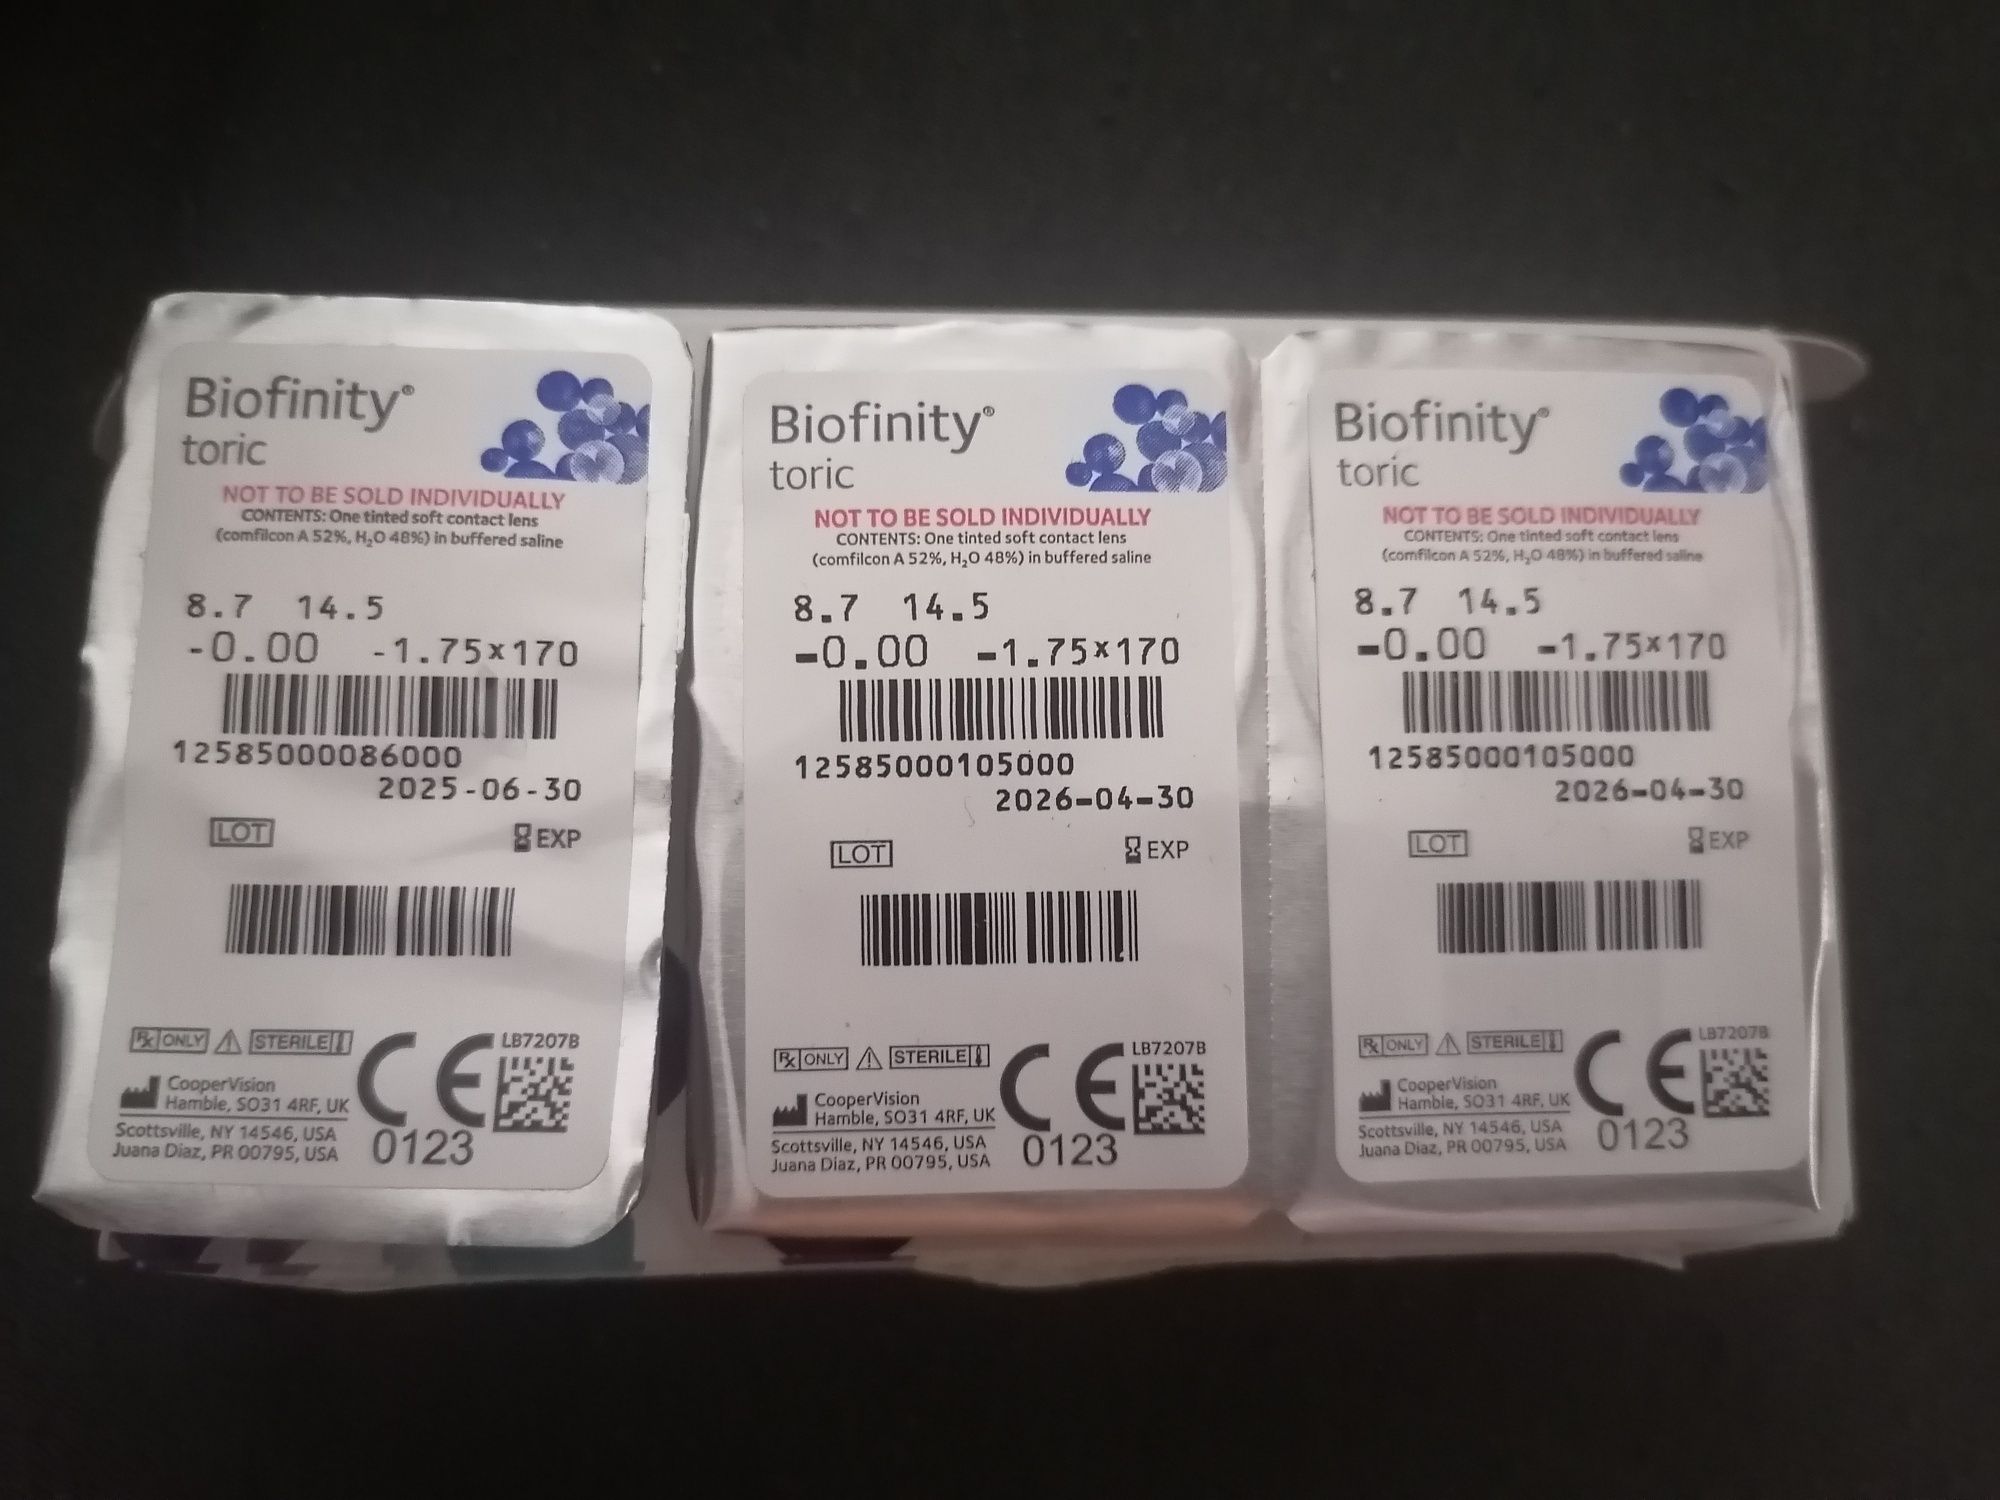 Biofinity®
toric
NOT TO BE SOLD INDIVIDUALLY
CONTENTS: One tinted soft contact lens
(comfilcon A 52%, H₂O 48%) in buffered saline
8.7 14.5
-0.00 -1.75×170
12585000086000
2025-06-30
LOT EXP
Rx ONLY STERILE CE LB7207B
CooperVision
Hamble, SO31 4RF, UK
Scottsville, NY 14546, USA
Juana Diaz, PR 00795, USA
0123
Biofinity®
toric
NOT TO BE SOLD INDIVIDUALLY
CONTENTS: One tinted soft contact lens
(comfilcon A 52%, H₂O 48%) in buffered saline
8.7 14.5
-0.00 -1.75×170
12585000105000
2026-04-30
LOT EXP
Rx ONLY STERILE CE LB7207B
CooperVision
Hamble, SO31 4RF, UK
Scottsville, NY 14546, USA
Juana Diaz, PR 00795, USA
0123
Biofinity®
toric
NOT TO BE SOLD INDIVIDUALLY
CONTENTS: One tinted soft contact lens
(comfilcon A 52%, H₂O 48%) in buffered saline
8.7 14.5
-0.00 -1.75×170
12585000105000
2026-04-30
LOT EXP
Rx ONLY STERILE CE LB7207B
CooperVision
Hamble, SO31 4RF, UK
Scottsville, NY 14546, USA
Juana Diaz, PR 00795, USA
0123